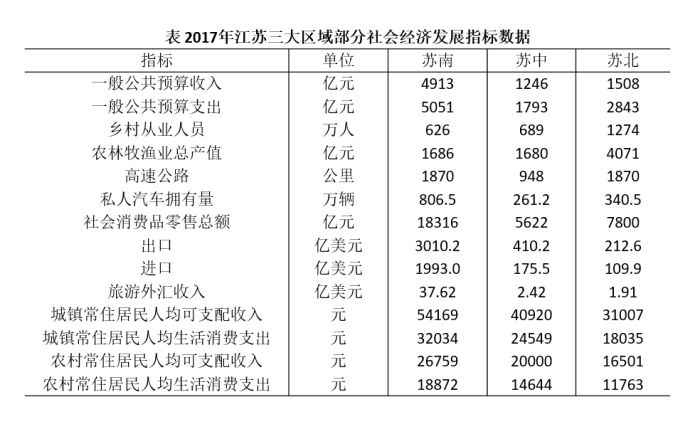 表 2017年江苏三大区域部分社会经济发展指标数据
指标 单位 苏南 苏中 苏北
一般公共预算收入 亿元 4913 1246 1508
一般公共预算支出 亿元 5051 1793 2843
乡村从业人员 万人 626 689 1274
农林牧渔业总产值 亿元 1686 1680 4071
高速公路 公里 1870 948 1870
私人汽车拥有量 万辆 806.5 261.2 340.5
社会消费品零售总额 亿元 18316 5622 7800
出口 亿美元 3010.2 410.2 212.6
进口 亿美元 1993.0 175.5 109.9
旅游外汇收入 亿美元 37.62 2.42 1.91
城镇常住居民人均可支配收入 元 54169 40920 31007
城镇常住居民人均生活消费支出 元 32034 24549 18035
农村常住居民人均可支配收入 元 26759 20000 16501
农村常住居民人均生活消费支出 元 18872 14644 11763